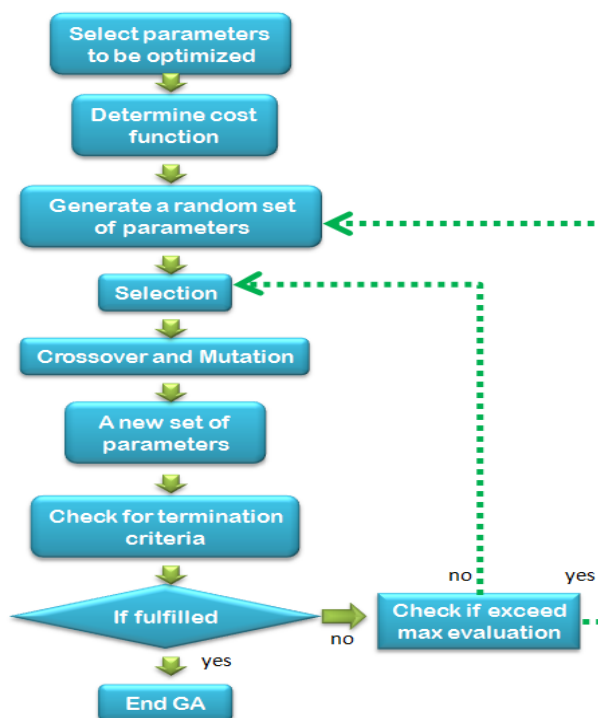 Select parameters
to be optimized
Determine cost
function
Generate a random set
of parameters
Selection
Crossover and Mutation
A new set of
parameters
Check for termination
criteria
If fulfilled
no
Check if exceed
max evaluation
no
yes
yes
End GA